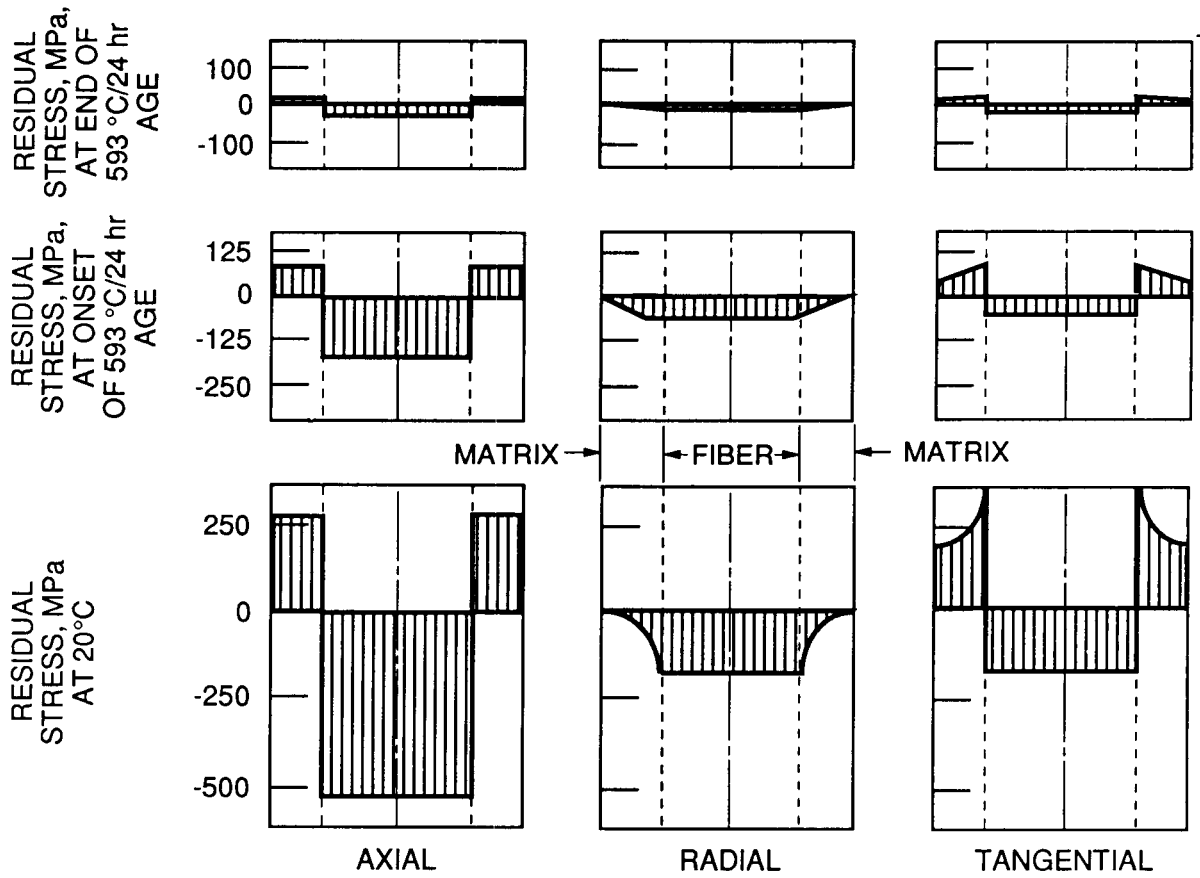 RESIDUAL
STRESS, MPa,
AT END OF
593 °C/24 hr
AGE
100
0
-100
RESIDUAL
STRESS, MPa,
AT ONSET
OF 593 °C/24 hr
AGE
125
0
-125
-250
MATRIX
FIBER
MATRIX
RESIDUAL
STRESS, MPa
AT 20°C
250
0
-250
-500
AXIAL
RADIAL
TANGENTIAL